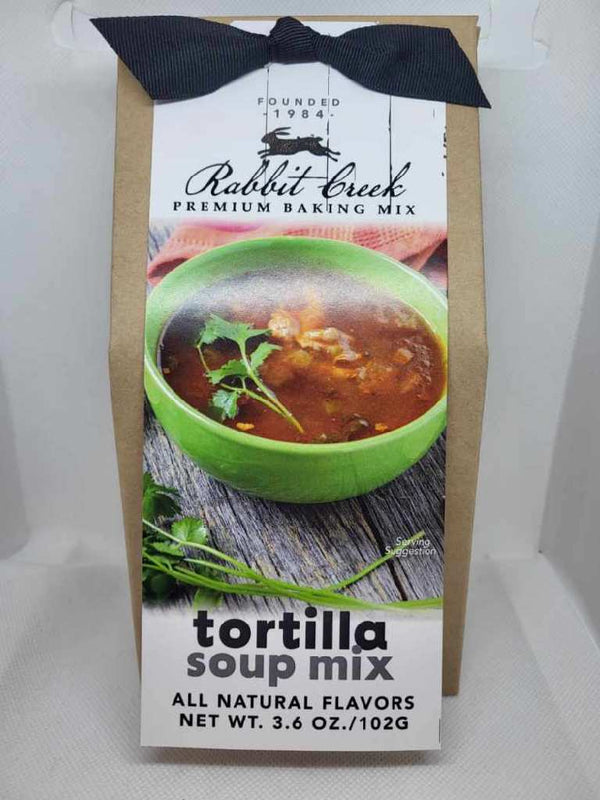 FOUNDED
-1984-
Rabbit Creek
PREMIUM BAKING MIX
Serving
Suggestion
tortilla
soup mix
ALL NATURAL FLAVORS
NET WT. 3.6 OZ./102G